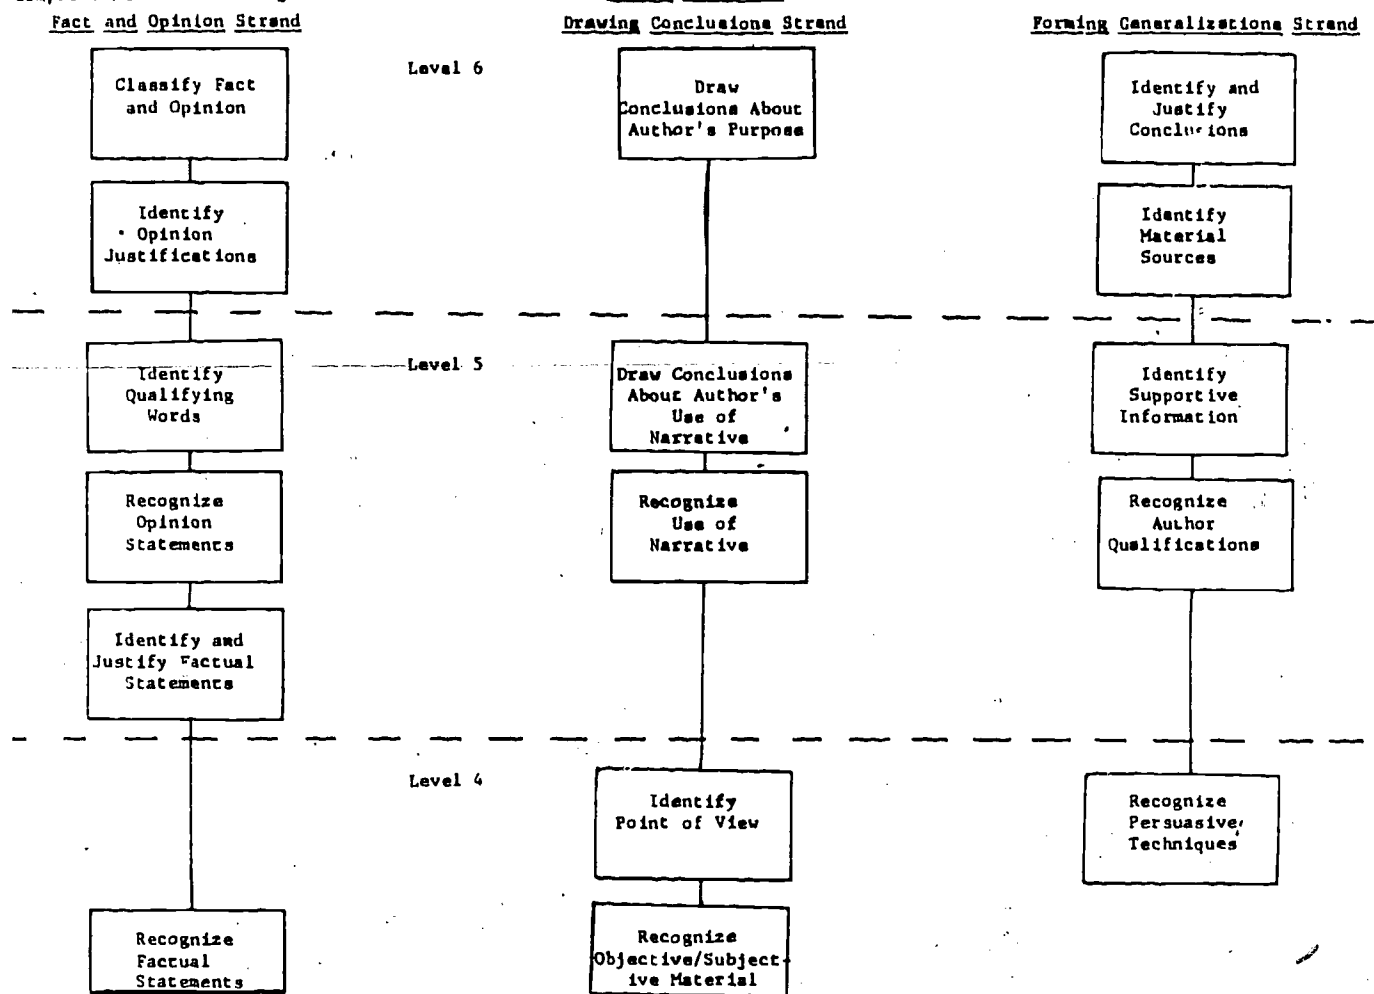 Fact and Opinion Strand
Drawing Conclusions Strand
Forming Generalizations Strand
Level 6
Classify Fact
and Opinion
Draw
Conclusions About
Author's Purpose
Identify and
Justify
Conclusions
Identify
Opinion
Justifications
Identify
Material
Sources
Level 5
Identify
Qualifying
Words
Draw Conclusions
About Author's
Use of
Narrative
Identify
Supportive
Information
Recognize
Opinion
Statements
Recognize
Use of
Narrative
Recognize
Author
Qualifications
Identify and
Justify Factual
Statements
Level 4
Identify
Point of View
Recognize
Persuasive
Techniques
Recognize
Factual
Statements
Recognize
Objective/Subject-
ive Material